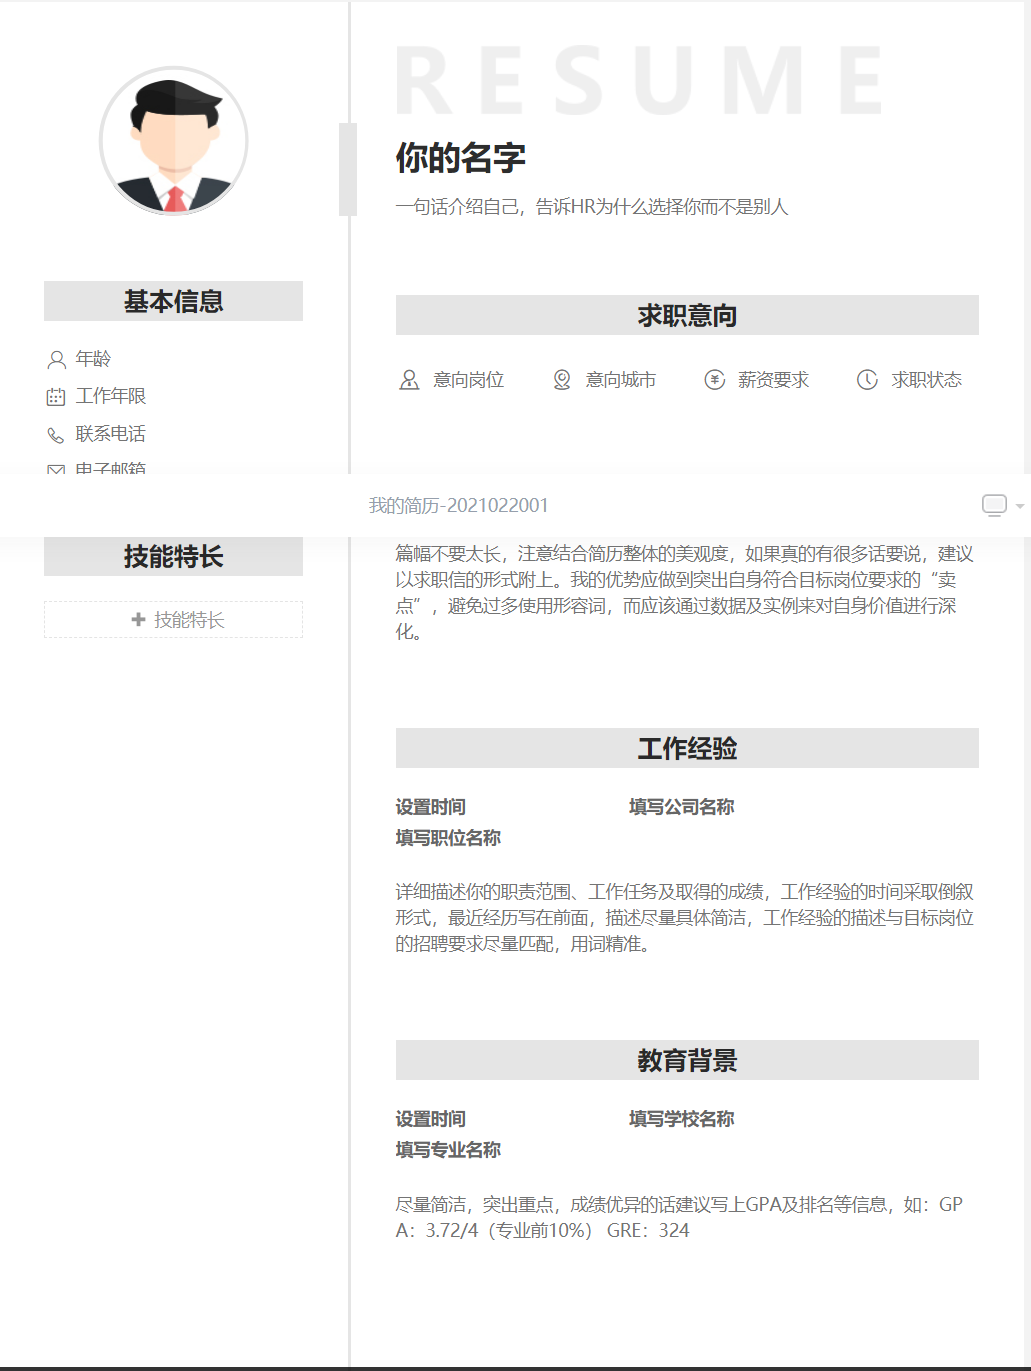 RESUME
你的名字
一句话介绍自己，告诉HR为什么选择你而不是别人
基本信息
年龄
工作年限
联系电话
电子邮箱
求职意向
意向岗位
意向城市
薪资要求
求职状态
我的简历-2021022001
技能特长
技能特长
篇幅不要太长，注意结合简历整体的美观度，如果真的有很多话要说，建议
以求职信的形式附上。我的优势应做到突出自身符合目标岗位要求的“卖
点”，避免过多使用形容词，而应该通过数据及实例来对自身价值进行深
化。
工作经验
设置时间 填写公司名称
填写职位名称
详细描述你的职责范围、工作任务及取得的成绩，工作经验的时间采取倒叙
形式，最近经历写在前面，描述尽量具体简洁，工作经验的描述与目标岗位
的招聘要求尽量匹配，用词精准。
教育背景
设置时间 填写学校名称
填写专业名称
尽量简洁，突出重点，成绩优异的话建议写上GPA及排名等信息，如：GP
A：3.72/4（专业前10%） GRE：324